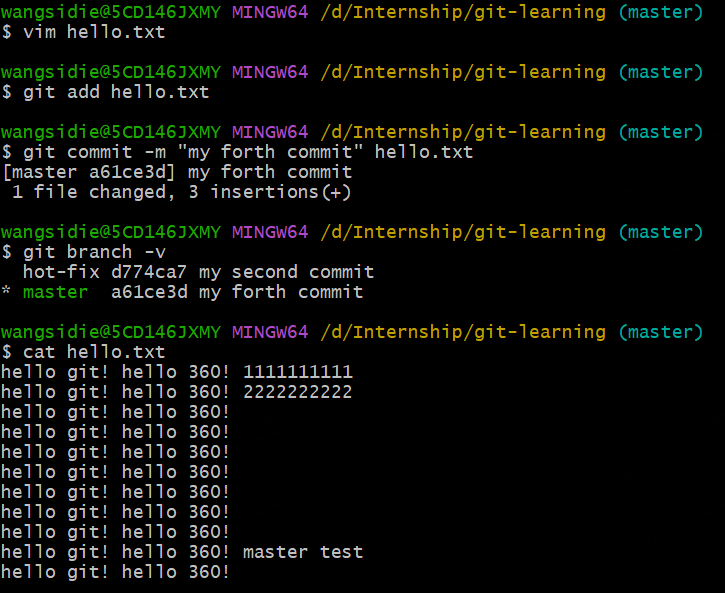 wangsidie@5CD146JXMY MINGW64 /d/Internship/git-learning (master)
$ vim hello.txt
wangsidie@5CD146JXMY MINGW64 /d/Internship/git-learning (master)
$ git add hello.txt
wangsidie@5CD146JXMY MINGW64 /d/Internship/git-learning (master)
$ git commit -m "my forth commit" hello.txt
[master a61ce3d] my forth commit
 1 file changed, 3 insertions(+)
wangsidie@5CD146JXMY MINGW64 /d/Internship/git-learning (master)
$ git branch -v
  hot-fix d774ca7 my second commit
* master  a61ce3d my forth commit
wangsidie@5CD146JXMY MINGW64 /d/Internship/git-learning (master)
$ cat hello.txt
hello git! hello 360! 1111111111
hello git! hello 360! 2222222222
hello git! hello 360!
hello git! hello 360!
hello git! hello 360!
hello git! hello 360!
hello git! hello 360!
hello git! hello 360!
hello git! hello 360!
hello git! hello 360! master test
hello git! hello 360!